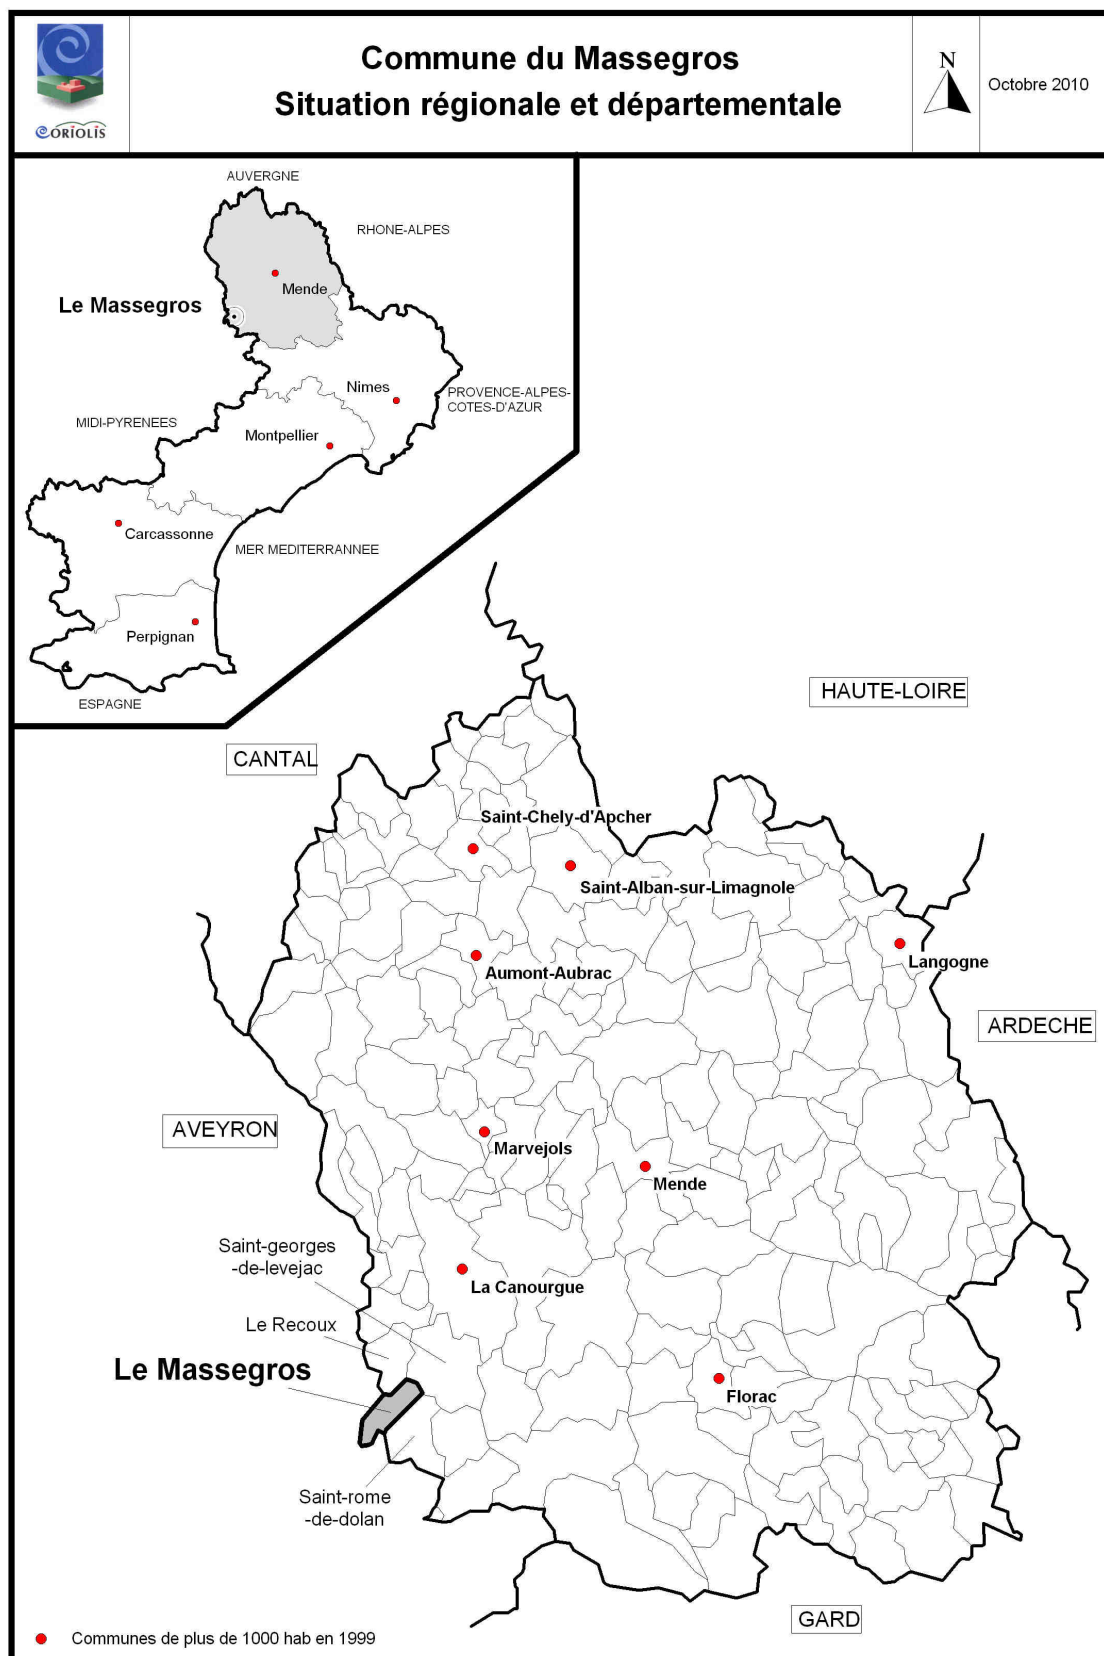 CORIOLIS
Commune du Massegros
Situation régionale et départementale
N
Octobre 2010
AUVERGNE
RHONE-ALPES
Mende
Le Massegros
Nimes
PROVENCE-ALPES-
COTES-D'AZUR
MIDI-PYRENEES
Montpellier
Carcassonne
MER MEDITERRANNEE
Perpignan
ESPAGNE
HAUTE-LOIRE
CANTAL
Saint-Chely-d'Apcher
Saint-Alban-sur-Limagnole
Langogne
Aumont-Aubrac
ARDECHE
AVEYRON
Marvejols
Mende
Saint-georges
-de-levejac
La Canourgue
Le Recoux
Le Massegros
Florac
Saint-rome
-de-dolan
GARD
Communes de plus de 1000 hab en 1999